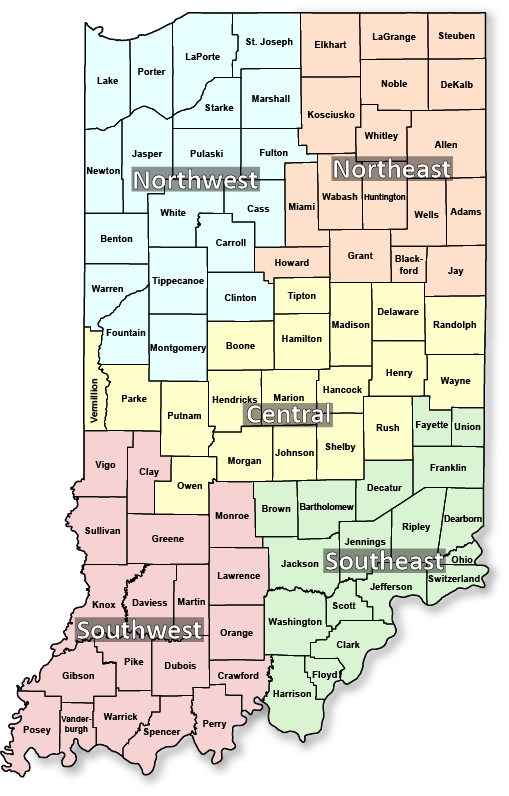 St. Joseph
LaGrange
Steuben
Elkhart
LaPorte
Porter
Lake
Noble
DeKalb
Marshall
Starke
Kosciusko
Whitley
Allen
Jasper
Pulaski
Fulton
Newton
Northwest
Northeast
Wabash
Huntington
Miami
Cass
White
Wells
Adams
Benton
Carroll
Grant
Howard
Black-
ford
Jay
Tippecanoe
Warren
Clinton
Tipton
Madison
Delaware
Randolph
Fountain
Montgomery
Boone
Hamilton
Henry
Wayne
Hancock
Vermillion
Parke
Putnam
Hendricks
Marion
Central
Fayette
Union
Rush
Shelby
Johnson
Morgan
Vigo
Clay
Owen
Franklin
Decatur
Monroe
Brown
Bartholomew
Dearborn
Ripley
Sullivan
Greene
Jennings
Southeast
Ohio
Jackson
Lawrence
Switzerland
Jefferson
Knox
Daviess
Martin
Scott
Washington
Southwest
Orange
Clark
Pike
Dubois
Gibson
Crawford
Floyd
Harrison
Posey
Vander-
burgh
Warrick
Spencer
Perry